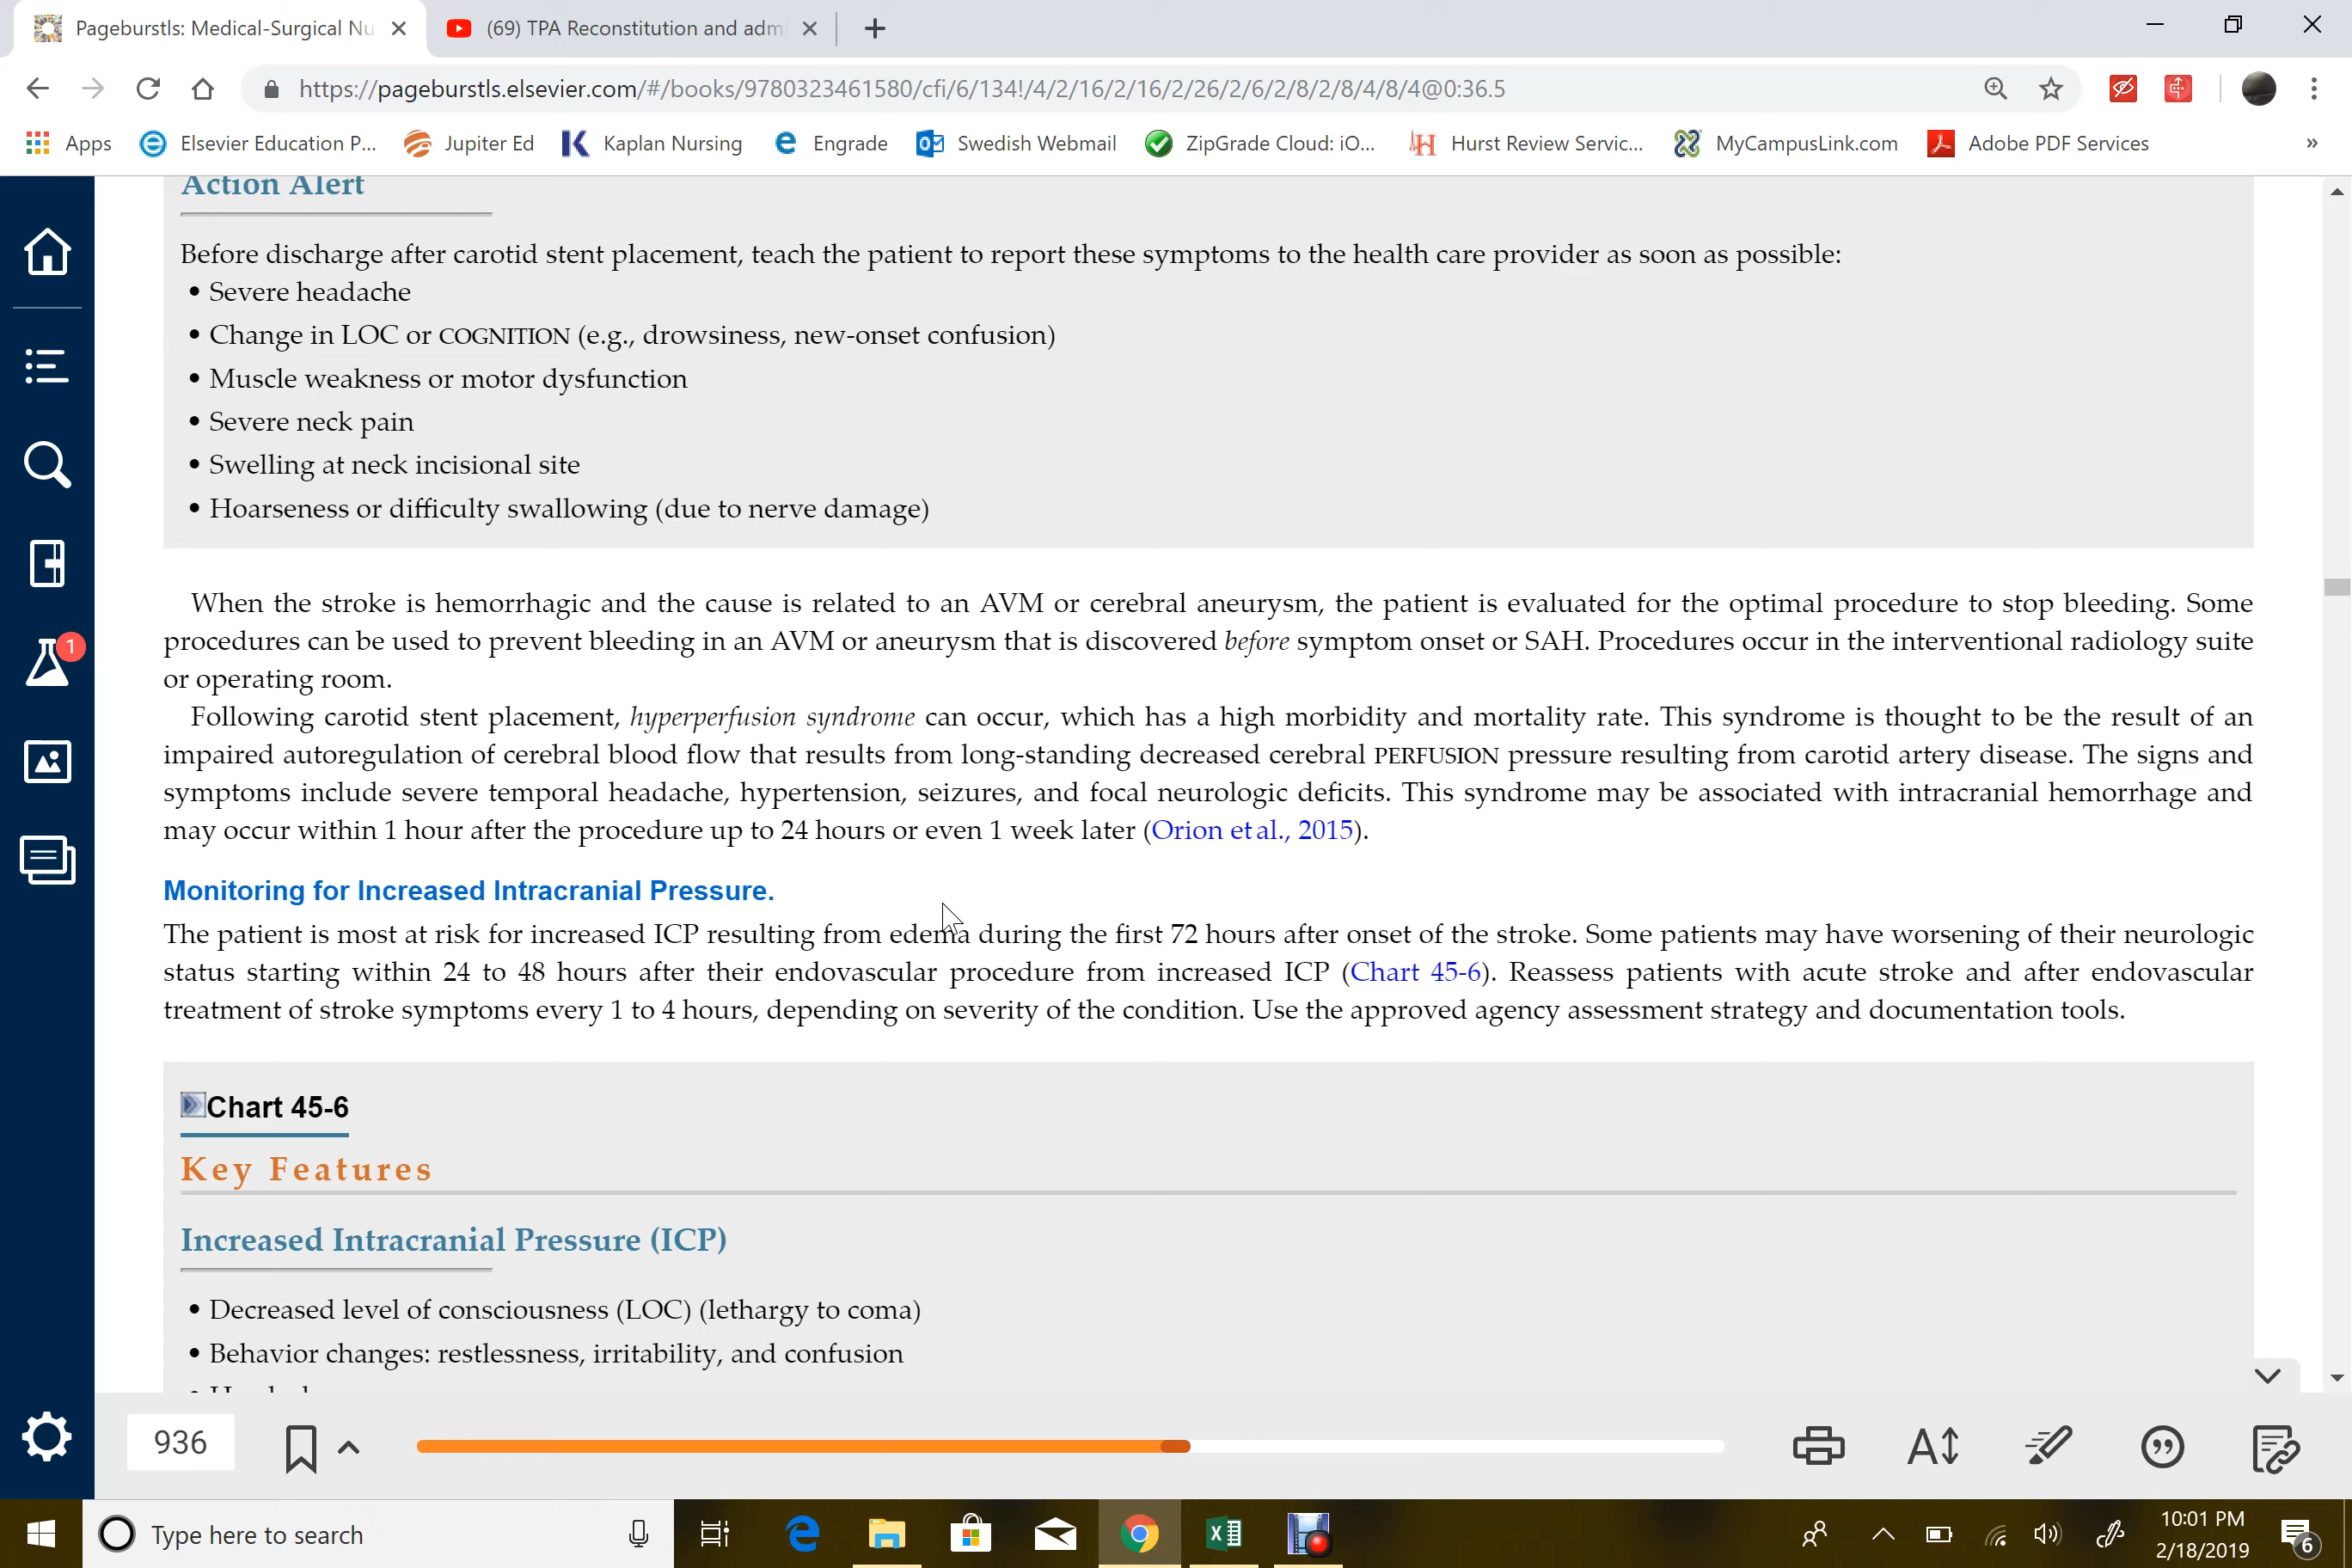 Pageburstls: Medical-Surgical Nu
(69) TPA Reconstitution and adm
https://pageburstls.elsevier.com/#/books/9780323461580/cfi/6/134!/4/2/16/2/16/2/26/2/6/2/8/2/8/4/8/4@0:36.5
Apps Elsevier Education P... Jupiter Ed Kaplan Nursing Engrade Swedish Webmail ZipGrade Cloud: iO... Hurst Review Servic... MyCampusLink.com Adobe PDF Services »
Action Alert
Before discharge after carotid stent placement, teach the patient to report these symptoms to the health care provider as soon as possible:
• Severe headache
• Change in LOC or COGNITION (e.g., drowsiness, new-onset confusion)
• Muscle weakness or motor dysfunction
• Severe neck pain
• Swelling at neck incisional site
• Hoarseness or difficulty swallowing (due to nerve damage)
When the stroke is hemorrhagic and the cause is related to an AVM or cerebral aneurysm, the patient is evaluated for the optimal procedure to stop bleeding. Some
procedures can be used to prevent bleeding in an AVM or aneurysm that is discovered before symptom onset or SAH. Procedures occur in the interventional radiology suite
or operating room.
Following carotid stent placement, hyperperfusion syndrome can occur, which has a high morbidity and mortality rate. This syndrome is thought to be the result of an
impaired autoregulation of cerebral blood flow that results from long-standing decreased cerebral PERFUSION pressure resulting from carotid artery disease. The signs and
symptoms include severe temporal headache, hypertension, seizures, and focal neurologic deficits. This syndrome may be associated with intracranial hemorrhage and
may occur within 1 hour after the procedure up to 24 hours or even 1 week later (Orion et al., 2015).
Monitoring for Increased Intracranial Pressure.
The patient is most at risk for increased ICP resulting from edema during the first 72 hours after onset of the stroke. Some patients may have worsening of their neurologic
status starting within 24 to 48 hours after their endovascular procedure from increased ICP (Chart 45-6). Reassess patients with acute stroke and after endovascular
treatment of stroke symptoms every 1 to 4 hours, depending on severity of the condition. Use the approved agency assessment strategy and documentation tools.
Chart 45-6
Key Features
Increased Intracranial Pressure (ICP)
• Decreased level of consciousness (LOC) (lethargy to coma)
• Behavior changes: restlessness, irritability, and confusion
1
936
Type here to search
10:01 PM
2/18/2019
6